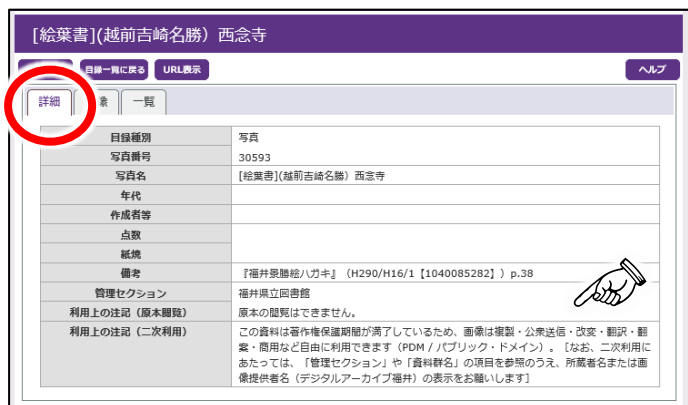 [絵葉書](越前吉崎名勝）西念寺
目録一覧に戻る URL表示 ヘルプ
詳細 象 一覧
目録種別 写真
写真番号 30593
写真名 [絵葉書](越前吉崎名勝）西念寺
年代
作成者等
点数
紙焼
備考 『福井景勝絵ハガキ』（H290/H16/1【1040085282】）p.38
管理セクション 福井県立図書館
利用上の注記（原本閲覧） 原本の閲覧はできません。
利用上の注記（二次利用） この資料は著作権保護期間が満了しているため、画像は複製・公衆送信・改変・翻訳・翻
案・商用など自由に利用できます（PDM / パブリック・ドメイン）。［なお、二次利用に
あたっては、「管理セクション」や「資料群名」の項目を参照のうえ、所蔵者名または画
像提供者名（デジタルアーカイブ福井）の表示をお願いします］